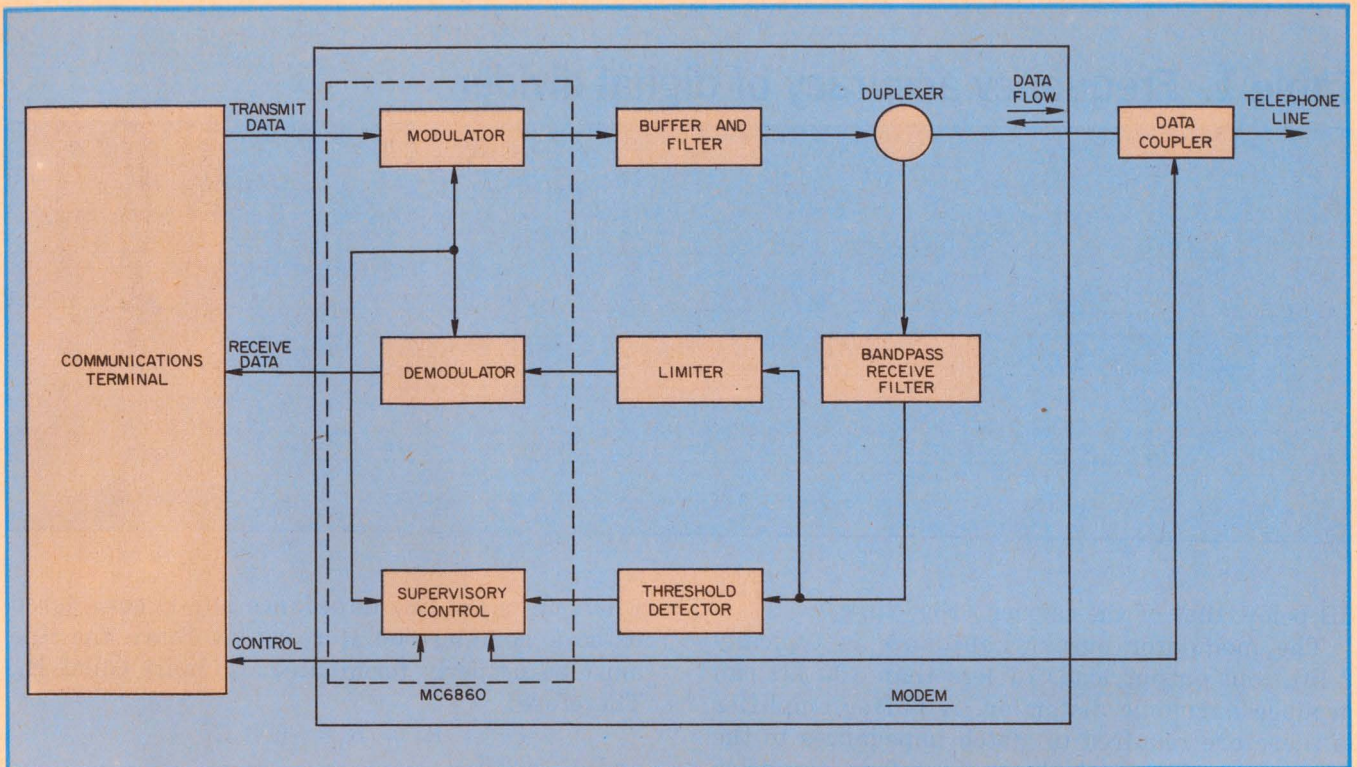 TRANSMIT
DATA
MODULATOR
BUFFER AND
FILTER
DUPLEXER
DATA
FLOW
DATA
COUPLER
TELEPHONE
LINE
COMMUNICATIONS
TERMINAL
RECEIVE
DATA
DEMODULATOR
LIMITER
BANDPASS
RECEIVE
FILTER
SUPERVISORY
CONTROL
THRESHOLD
DETECTOR
CONTROL
MC6860
MODEM